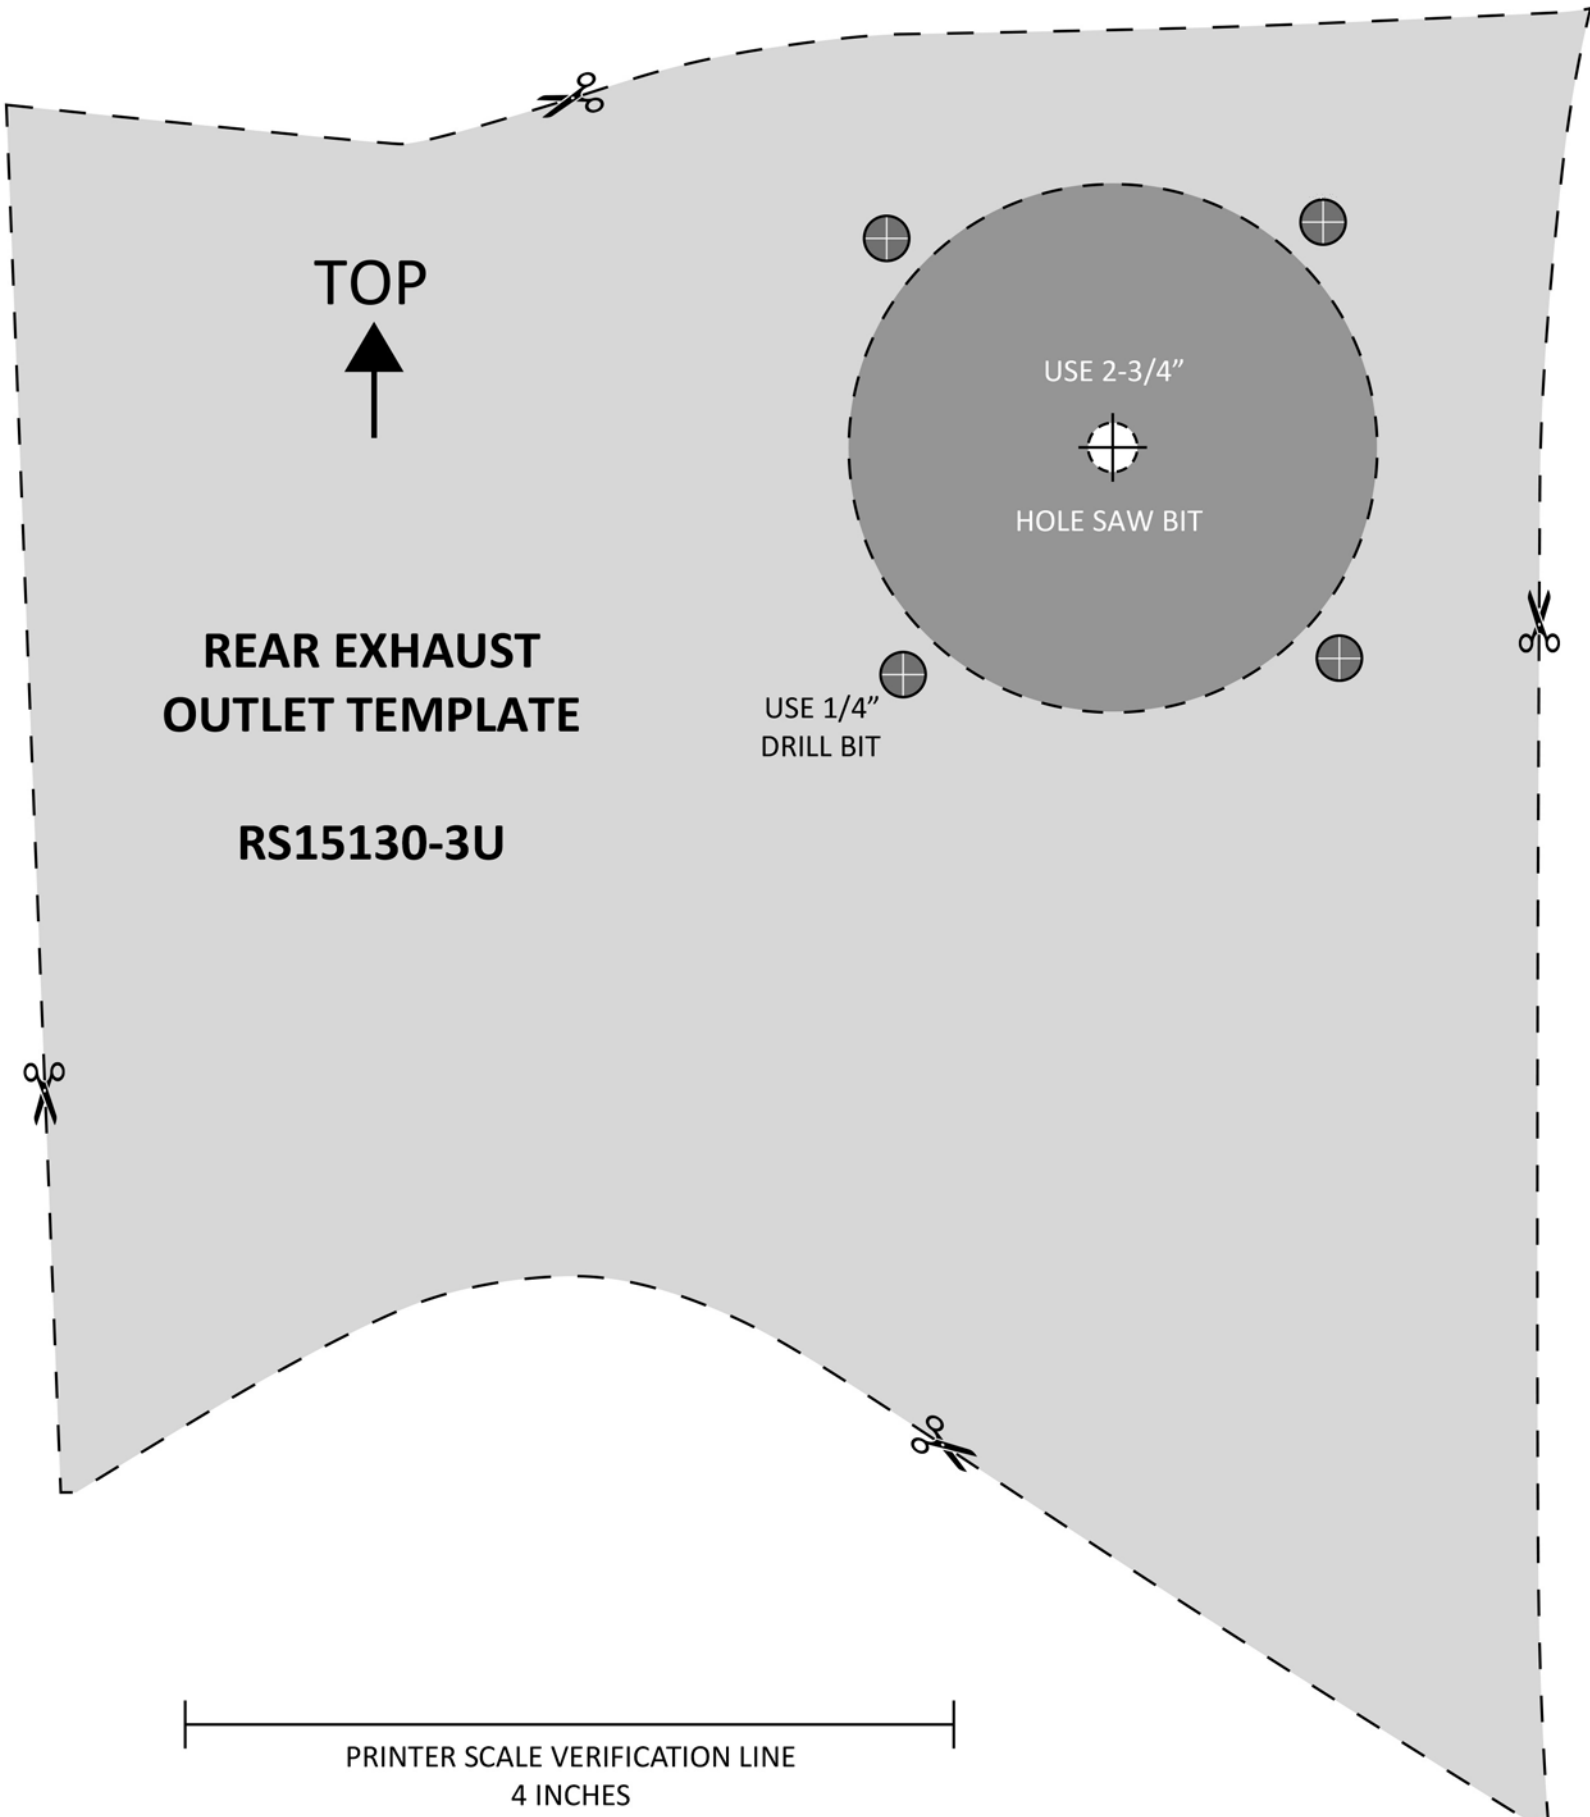 TOP
USE 2-3/4”
HOLE SAW BIT
REAR EXHAUST
OUTLET TEMPLATE
USE 1/4”
DRILL BIT
RS15130-3U
PRINTER SCALE VERIFICATION LINE
4 INCHES